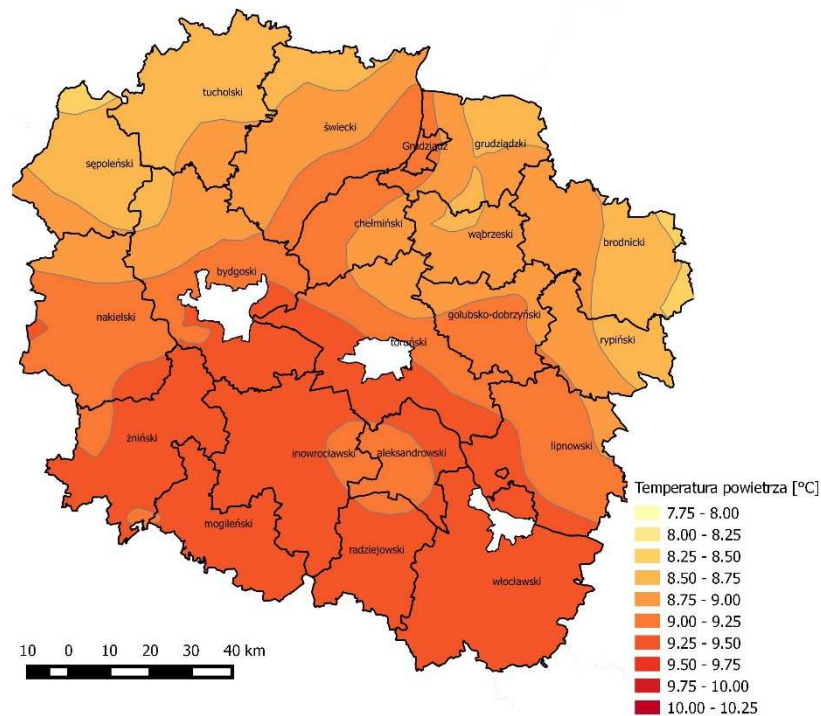 tucholski
świecki
Grudziądz
grudziądzki
sępoleński
chełmiński
wąbrzeski
brodnicki
bydgoski
nakielski
golubsko-dobrzyński
toruński
rypiński
żniński
inowrocławski
aleksandrowski
lipnowski
mogileński
radziejowski
włocławski
Temperatura powietrza [°C]
7.75 - 8.00
8.00 - 8.25
8.25 - 8.50
8.50 - 8.75
8.75 - 9.00
9.00 - 9.25
9.25 - 9.50
9.50 - 9.75
9.75 - 10.00
10.00 - 10.25
10 0 10 20 30 40 km